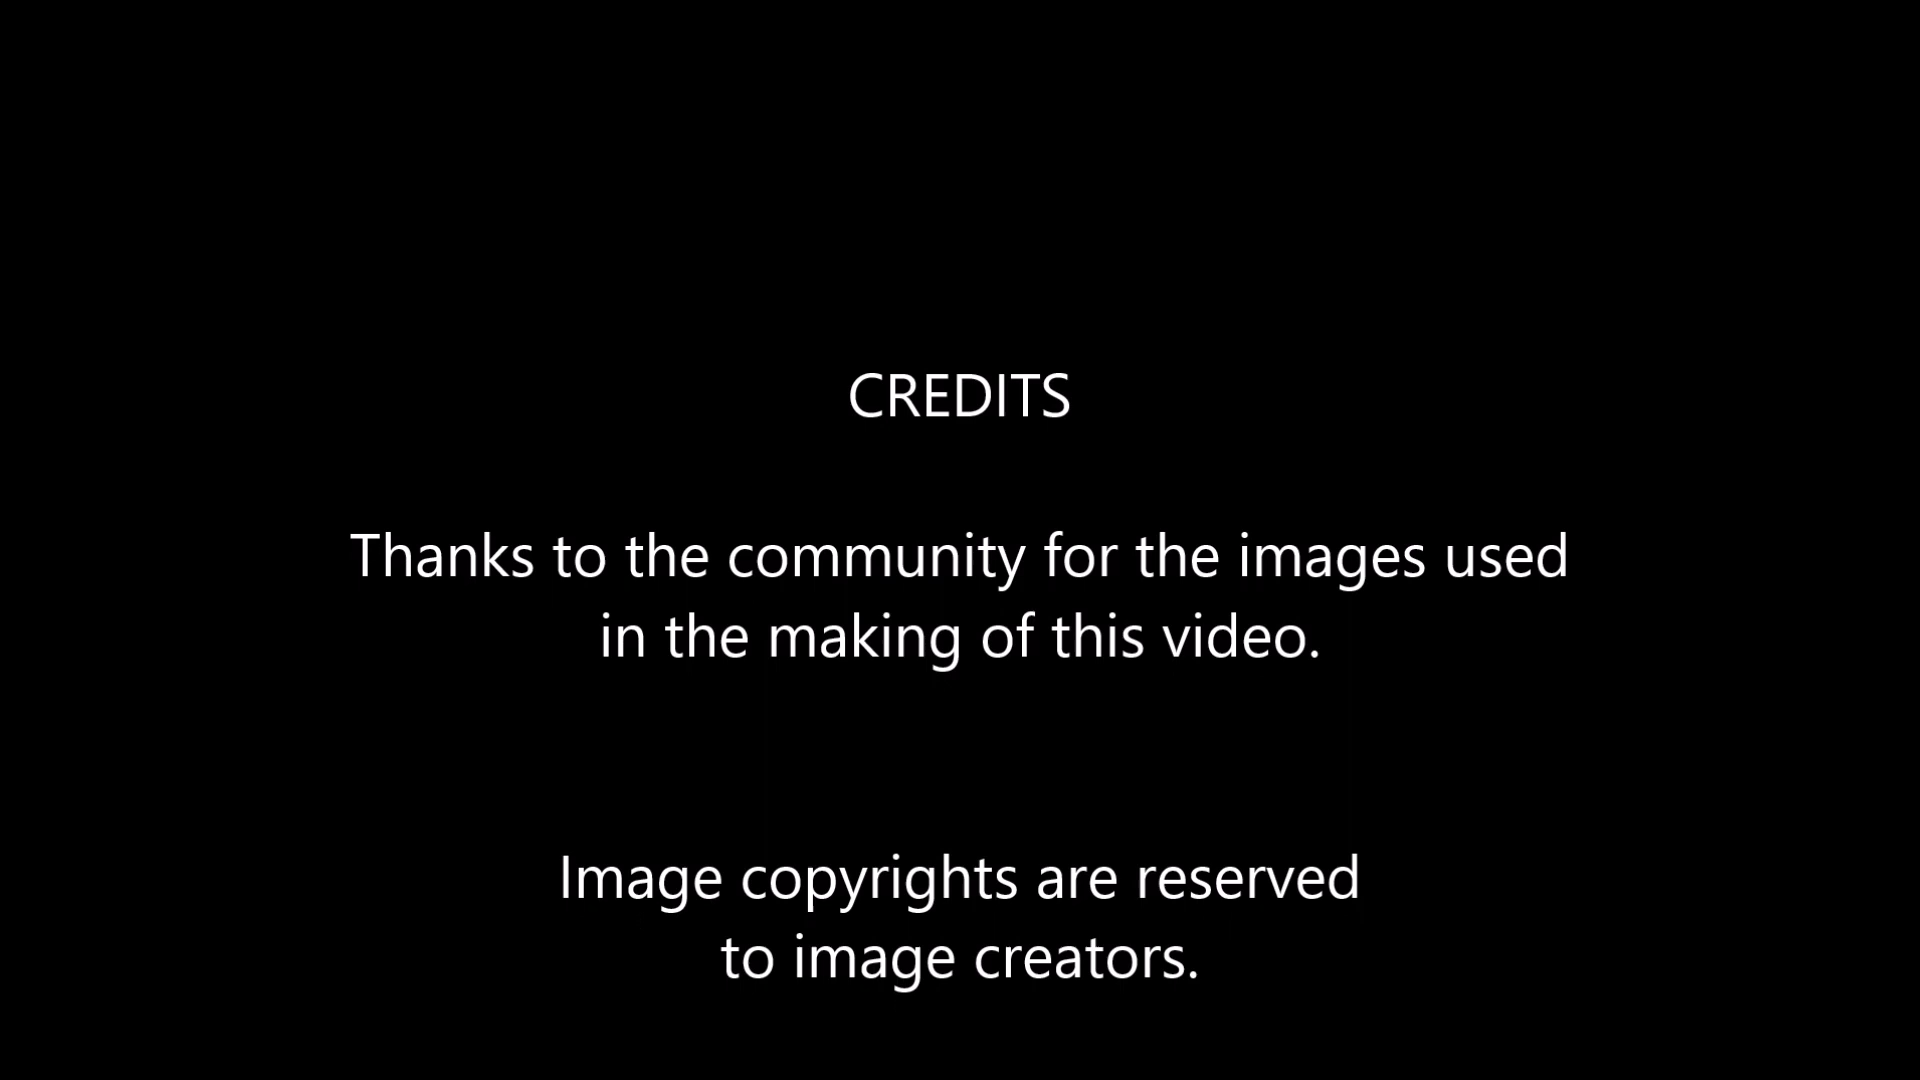 CREDITS
Thanks to the community for the images used
in the making of this video.
Image copyrights are reserved
to image creators.